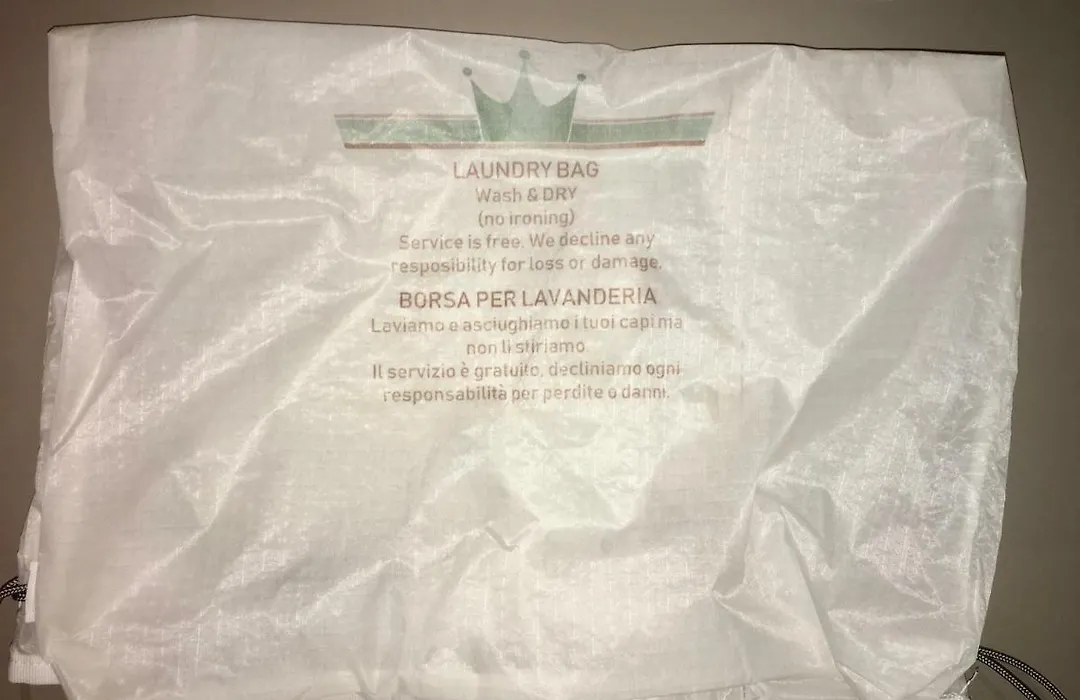 LAUNDRY BAG
Wash & DRY
(no ironing)
Service is free. We decline any
resposibility for loss or damage.
BORSA PER LAVANDERIA
Laviamo e asciughiamo i tuoi capi ma
non li stiriamo
Il servizio è gratuito, decliniamo ogni
responsabilità per perdite o danni.